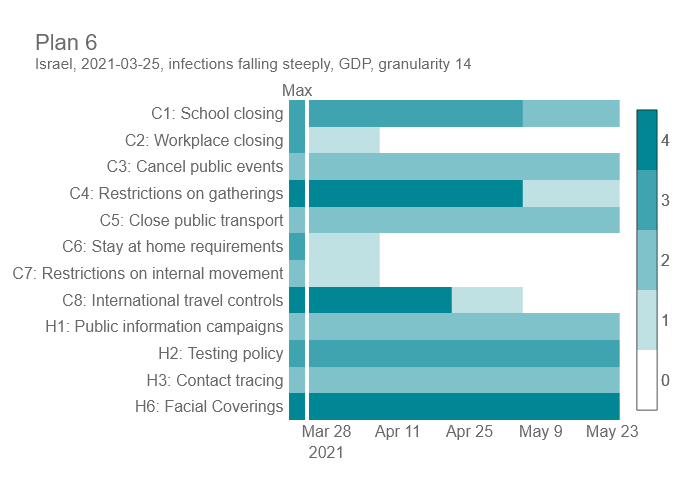 Plan 6
Israel, 2021-03-25, infections falling steeply, GDP, granularity 14
Max
C1: School closing
C2: Workplace closing
C3: Cancel public events
C4: Restrictions on gatherings
C5: Close public transport
C6: Stay at home requirements
C7: Restrictions on internal movement
C8: International travel controls
H1: Public information campaigns
H2: Testing policy
H3: Contact tracing
H6: Facial Coverings
4
3
2
1
0
Mar 28 Apr 11 Apr 25 May 9 May 23
2021